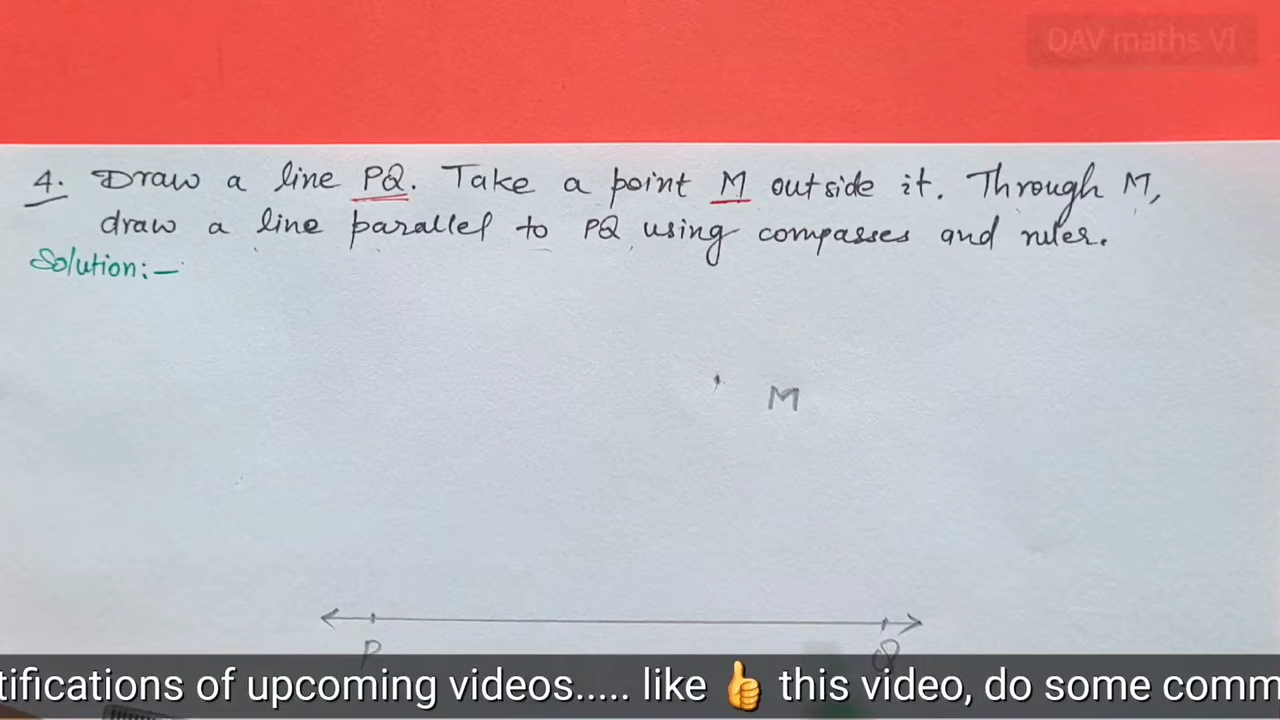 DAV maths VI
4. Draw a line PQ. Take a point M outside it. Through M,
draw a line parallel to PQ using compasses and ruler.
Solution:-
M
P Q
tifications of upcoming videos..... like 👍 this video, do some comm